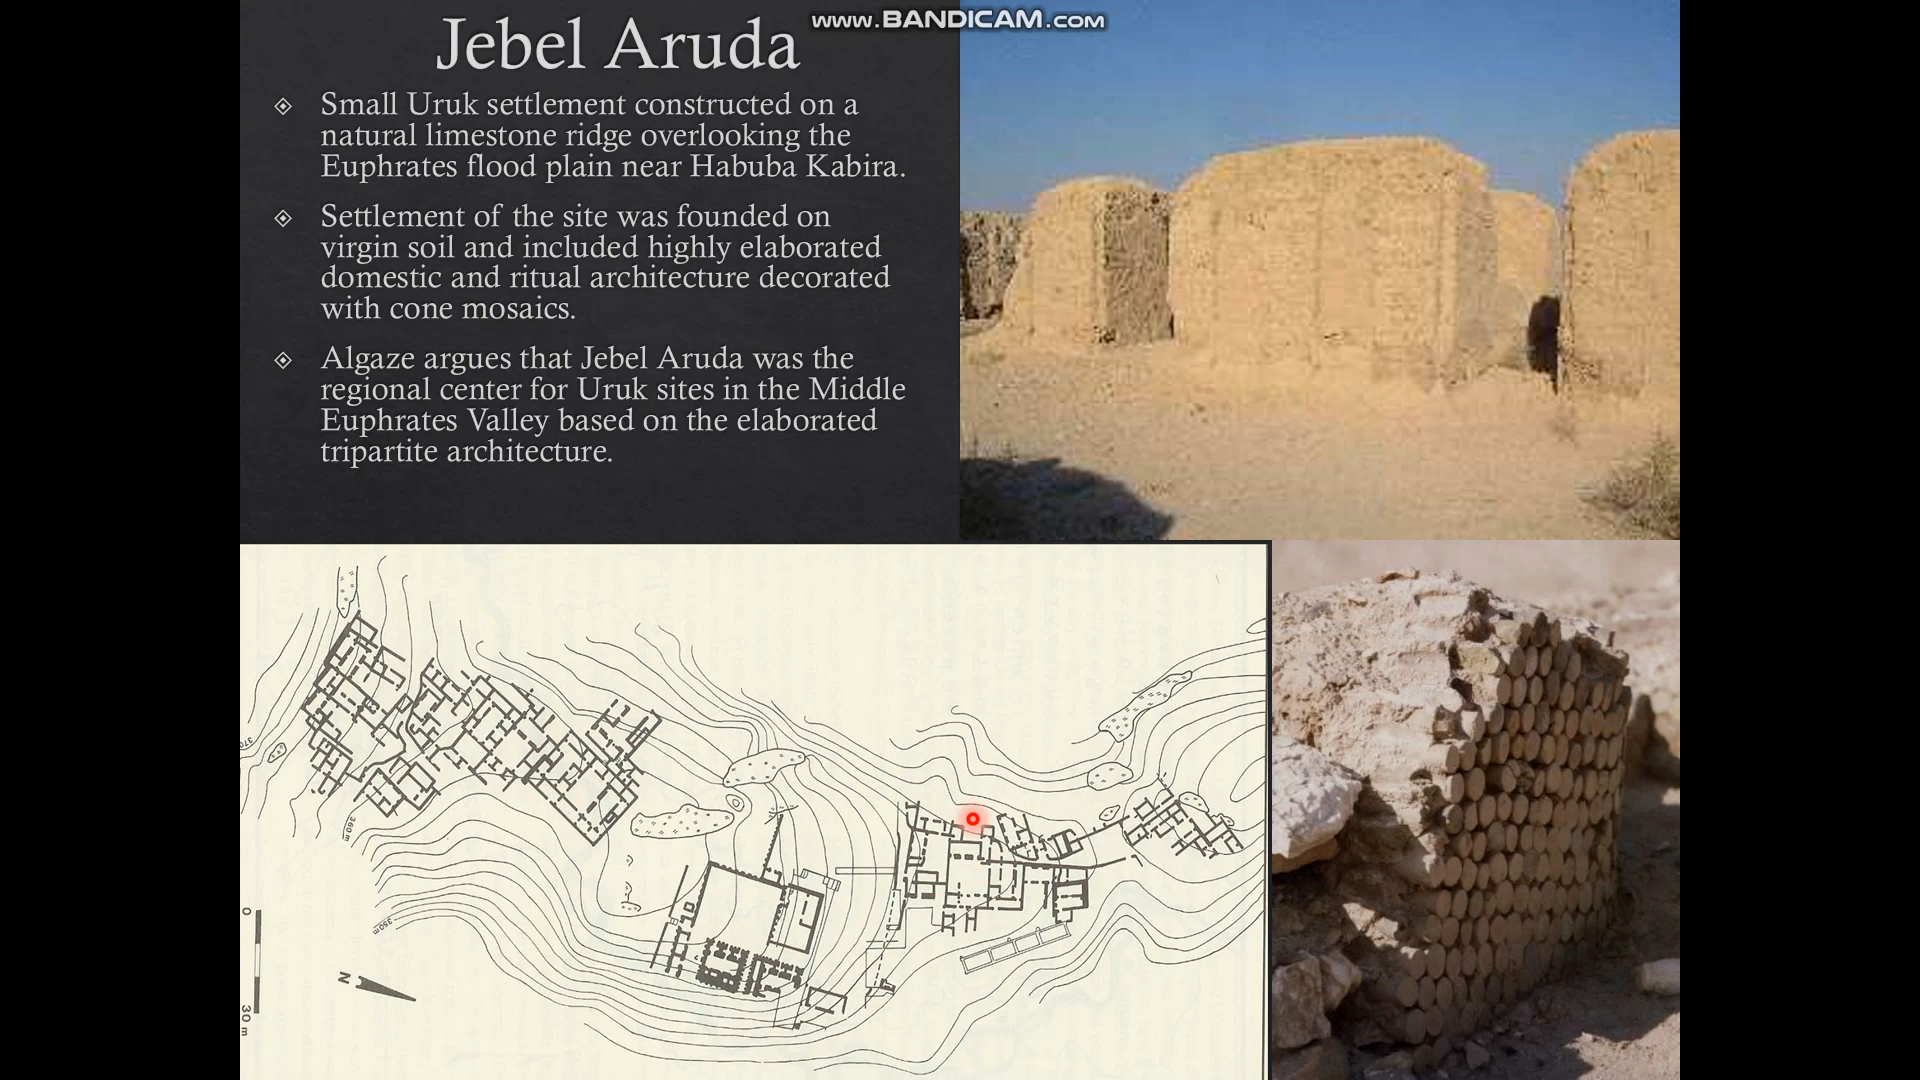 www.BANDICAM.com
Jebel Aruda
Small Uruk settlement constructed on a
natural limestone ridge overlooking the
Euphrates flood plain near Habuba Kabira.
Settlement of the site was founded on
virgin soil and included highly elaborated
domestic and ritual architecture decorated
with cone mosaics.
Algaze argues that Jebel Aruda was the
regional center for Uruk sites in the Middle
Euphrates Valley based on the elaborated
tripartite architecture.
370
360m
350m
0
30 m
N